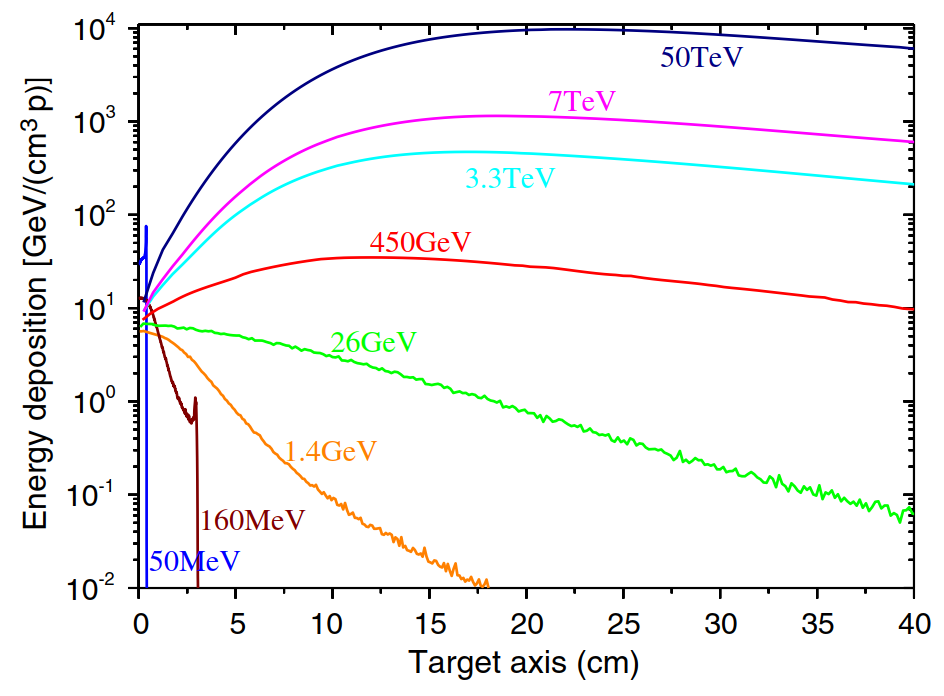 Energy deposition [GeV/(cm³ p)]
10⁴
10³
10²
10¹
10⁰
10⁻¹
10⁻²
50TeV
7TeV
3.3TeV
450GeV
26GeV
1.4GeV
160MeV
50MeV
0 5 10 15 20 25 30 35 40
Target axis (cm)